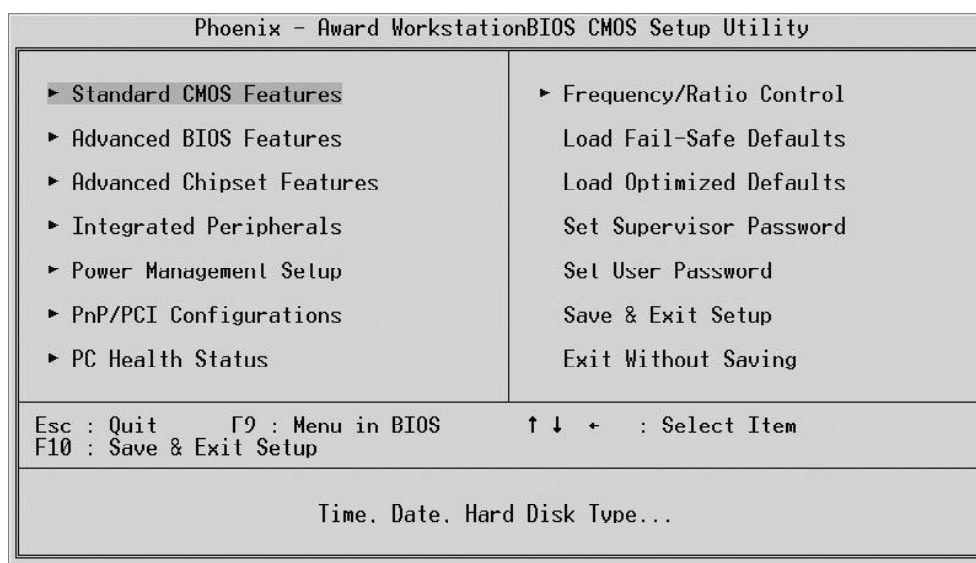 Phoenix - Award WorkstationBIOS CMOS Setup Utility
► Standard CMOS Features
► Advanced BIOS Features
► Advanced Chipset Features
► Integrated Peripherals
► Power Management Setup
► PnP/PCI Configurations
► PC Health Status
► Frequency/Ratio Control
Load Fail-Safe Defaults
Load Optimized Defaults
Set Supervisor Password
Set User Password
Save & Exit Setup
Exit Without Saving
Esc : Quit F9 : Menu in BIOS ↑ ↓ ← : Select Item
F10 : Save & Exit Setup
Time, Date, Hard Disk Type...